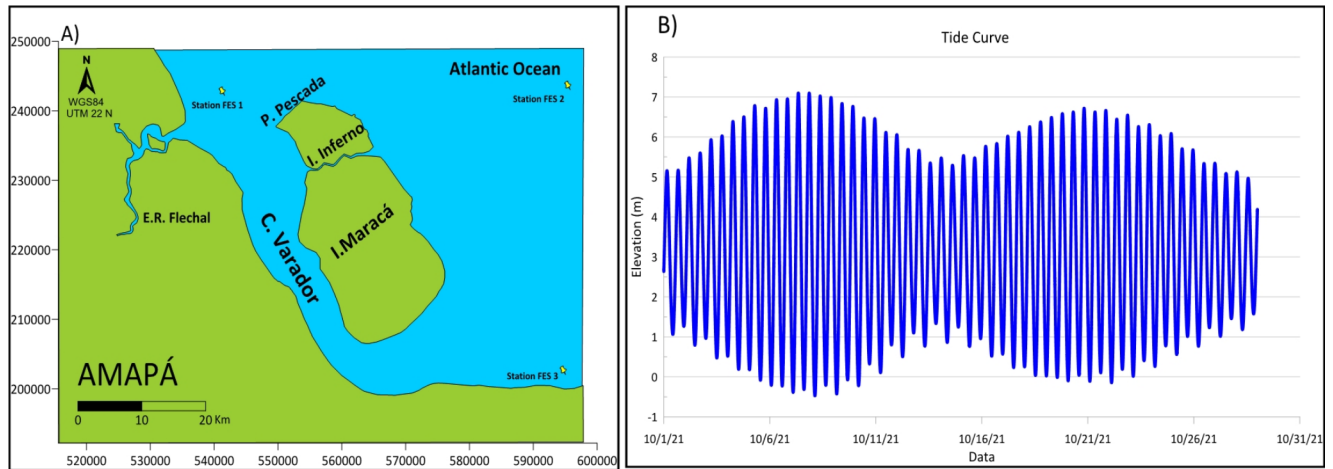 A)
250000
240000
230000
220000
210000
200000
N
WGS84
UTM 22 N
Station FES 1
P. Pescada
Atlantic Ocean
Station FES 2
I. Inferno
E.R. Flechal
C. Varador
I.Maracá
Station FES 3
AMAPÁ
0 10 20 Km
520000 530000 540000 550000 560000 570000 580000 590000 600000
B)
Tide Curve
Elevation (m)
8
7
6
5
4
3
2
1
0
-1
10/1/21 10/6/21 10/11/21 10/16/21 10/21/21 10/26/21 10/31/21
Data